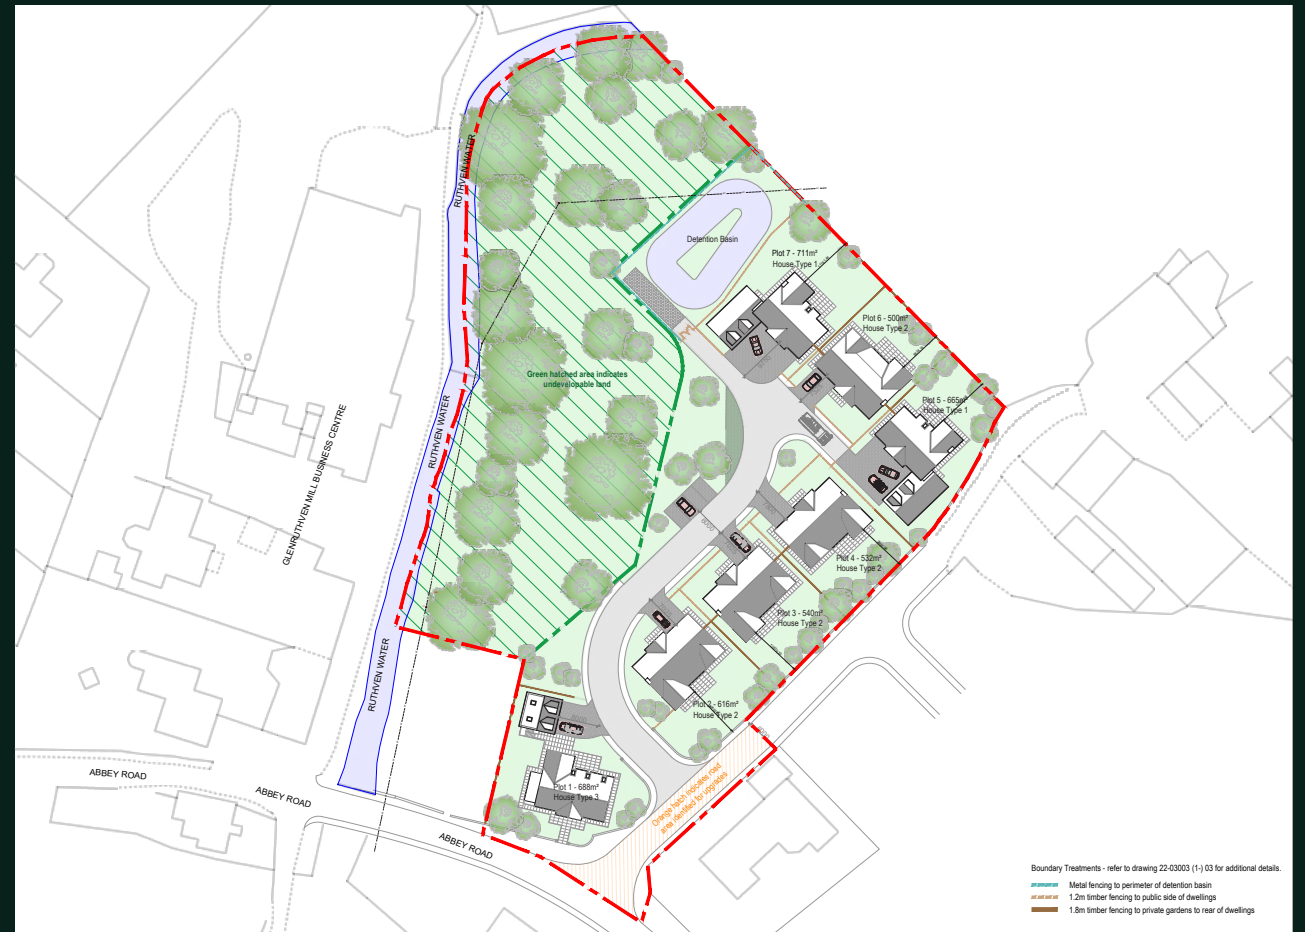 RUTHVEN WATER
Detention Basin
Plot 7 - 711m²
House Type 1
Plot 6 - 500m²
House Type 2
Green hatched area indicates
undevelopable land
Plot 5 - 665m²
House Type 1
RUTHVEN WATER
GLENRUTHVEN MILL BUSINESS CENTRE
Plot 4 - 532m²
House Type 2
Plot 3 - 540m²
House Type 2
RUTHVEN WATER
Plot 2 - 616m²
House Type 2
Plot 1 - 688m²
House Type 3
Orange hatch indicates road
area identified for upgrades
ABBEY ROAD
ABBEY ROAD
ABBEY ROAD
Boundary Treatments - refer to drawing 22-03003 (1-) 03 for additional details.
Metal fencing to perimeter of detention basin
1.2m timber fencing to public side of dwellings
1.8m timber fencing to private gardens to rear of dwellings